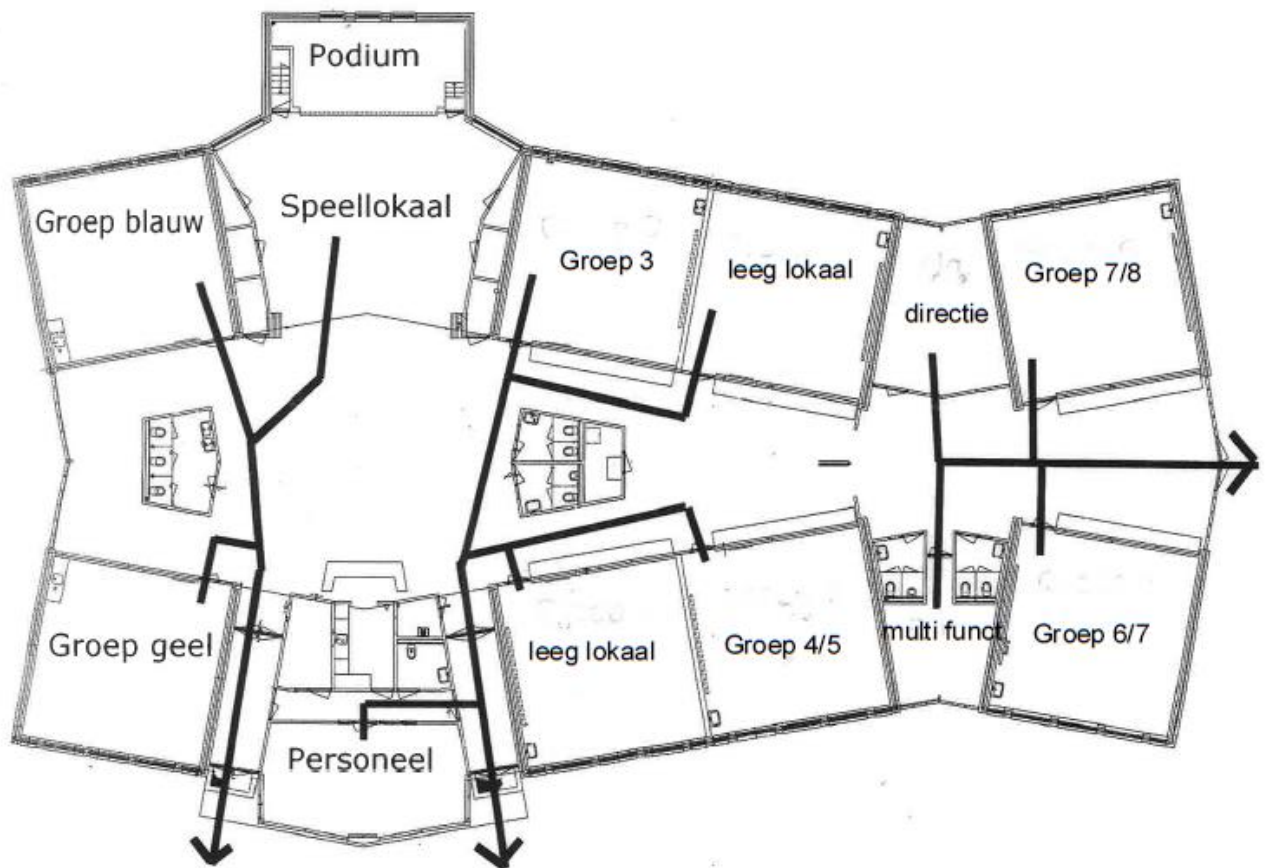 Podium
Groep blauw
Speellokaal
Groep 3
leeg lokaal
directie
Groep 7/8
Groep geel
Personeel
leeg lokaal
Groep 4/5
multi funct
Groep 6/7